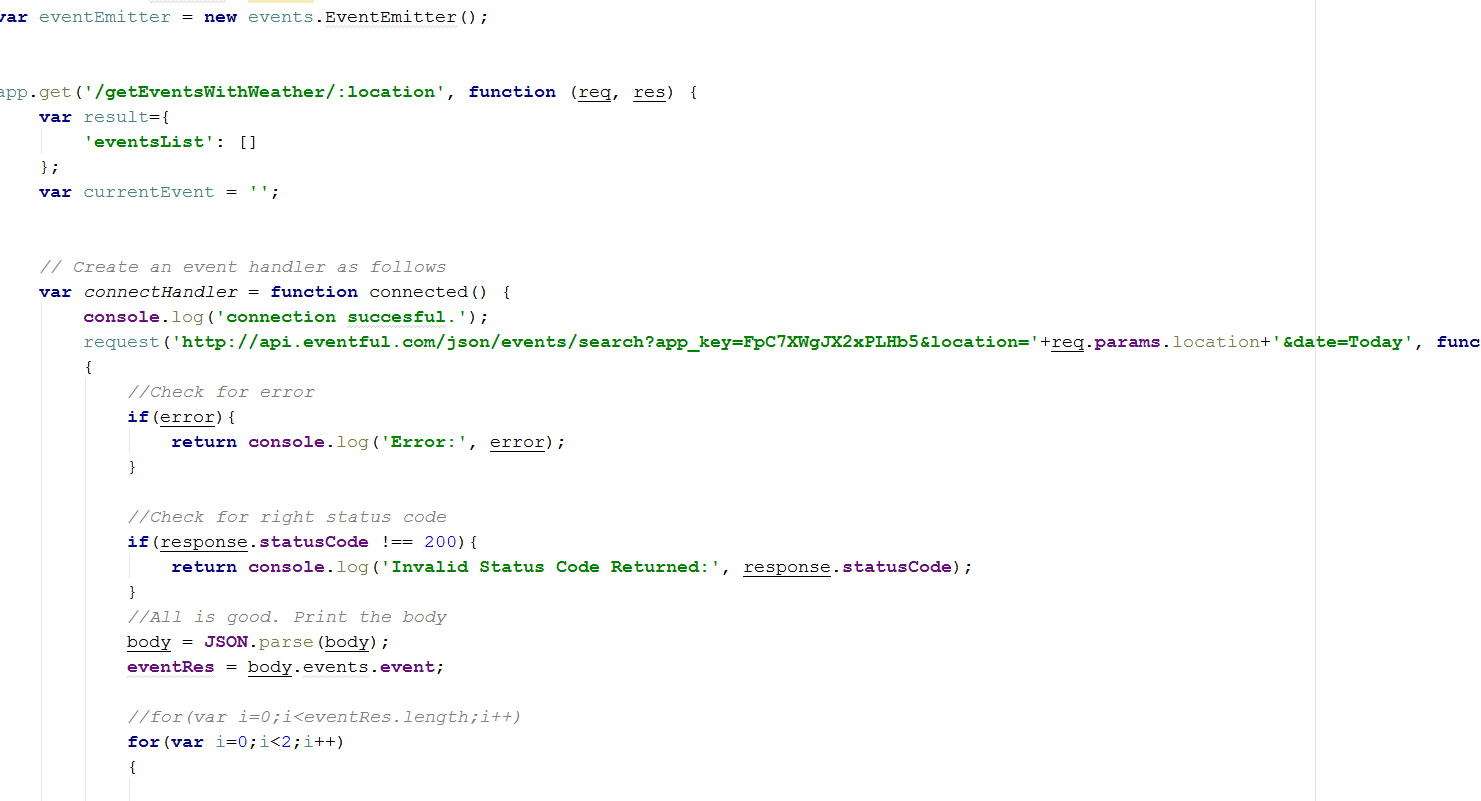 var eventEmitter = new events.EventEmitter();
app.get('/getEventsWithWeather/:location', function (req, res) {
var result={
'eventsList': []
};
var currentEvent = '';
// Create an event handler as follows
var connectHandler = function connected() {
console.log('connection succesful.');
request('http://api.eventful.com/json/events/search?app_key=FpC7XWgJX2xPLHb5&location='+req.params.location+'&date=Today', func
{
//Check for error
if(error){
return console.log('Error:', error);
}
//Check for right status code
if(response.statusCode !== 200){
return console.log('Invalid Status Code Returned:', response.statusCode);
}
//All is good. Print the body
body = JSON.parse(body);
eventRes = body.events.event;
//for(var i=0;i<eventRes.length;i++)
for(var i=0;i<2;i++)
{